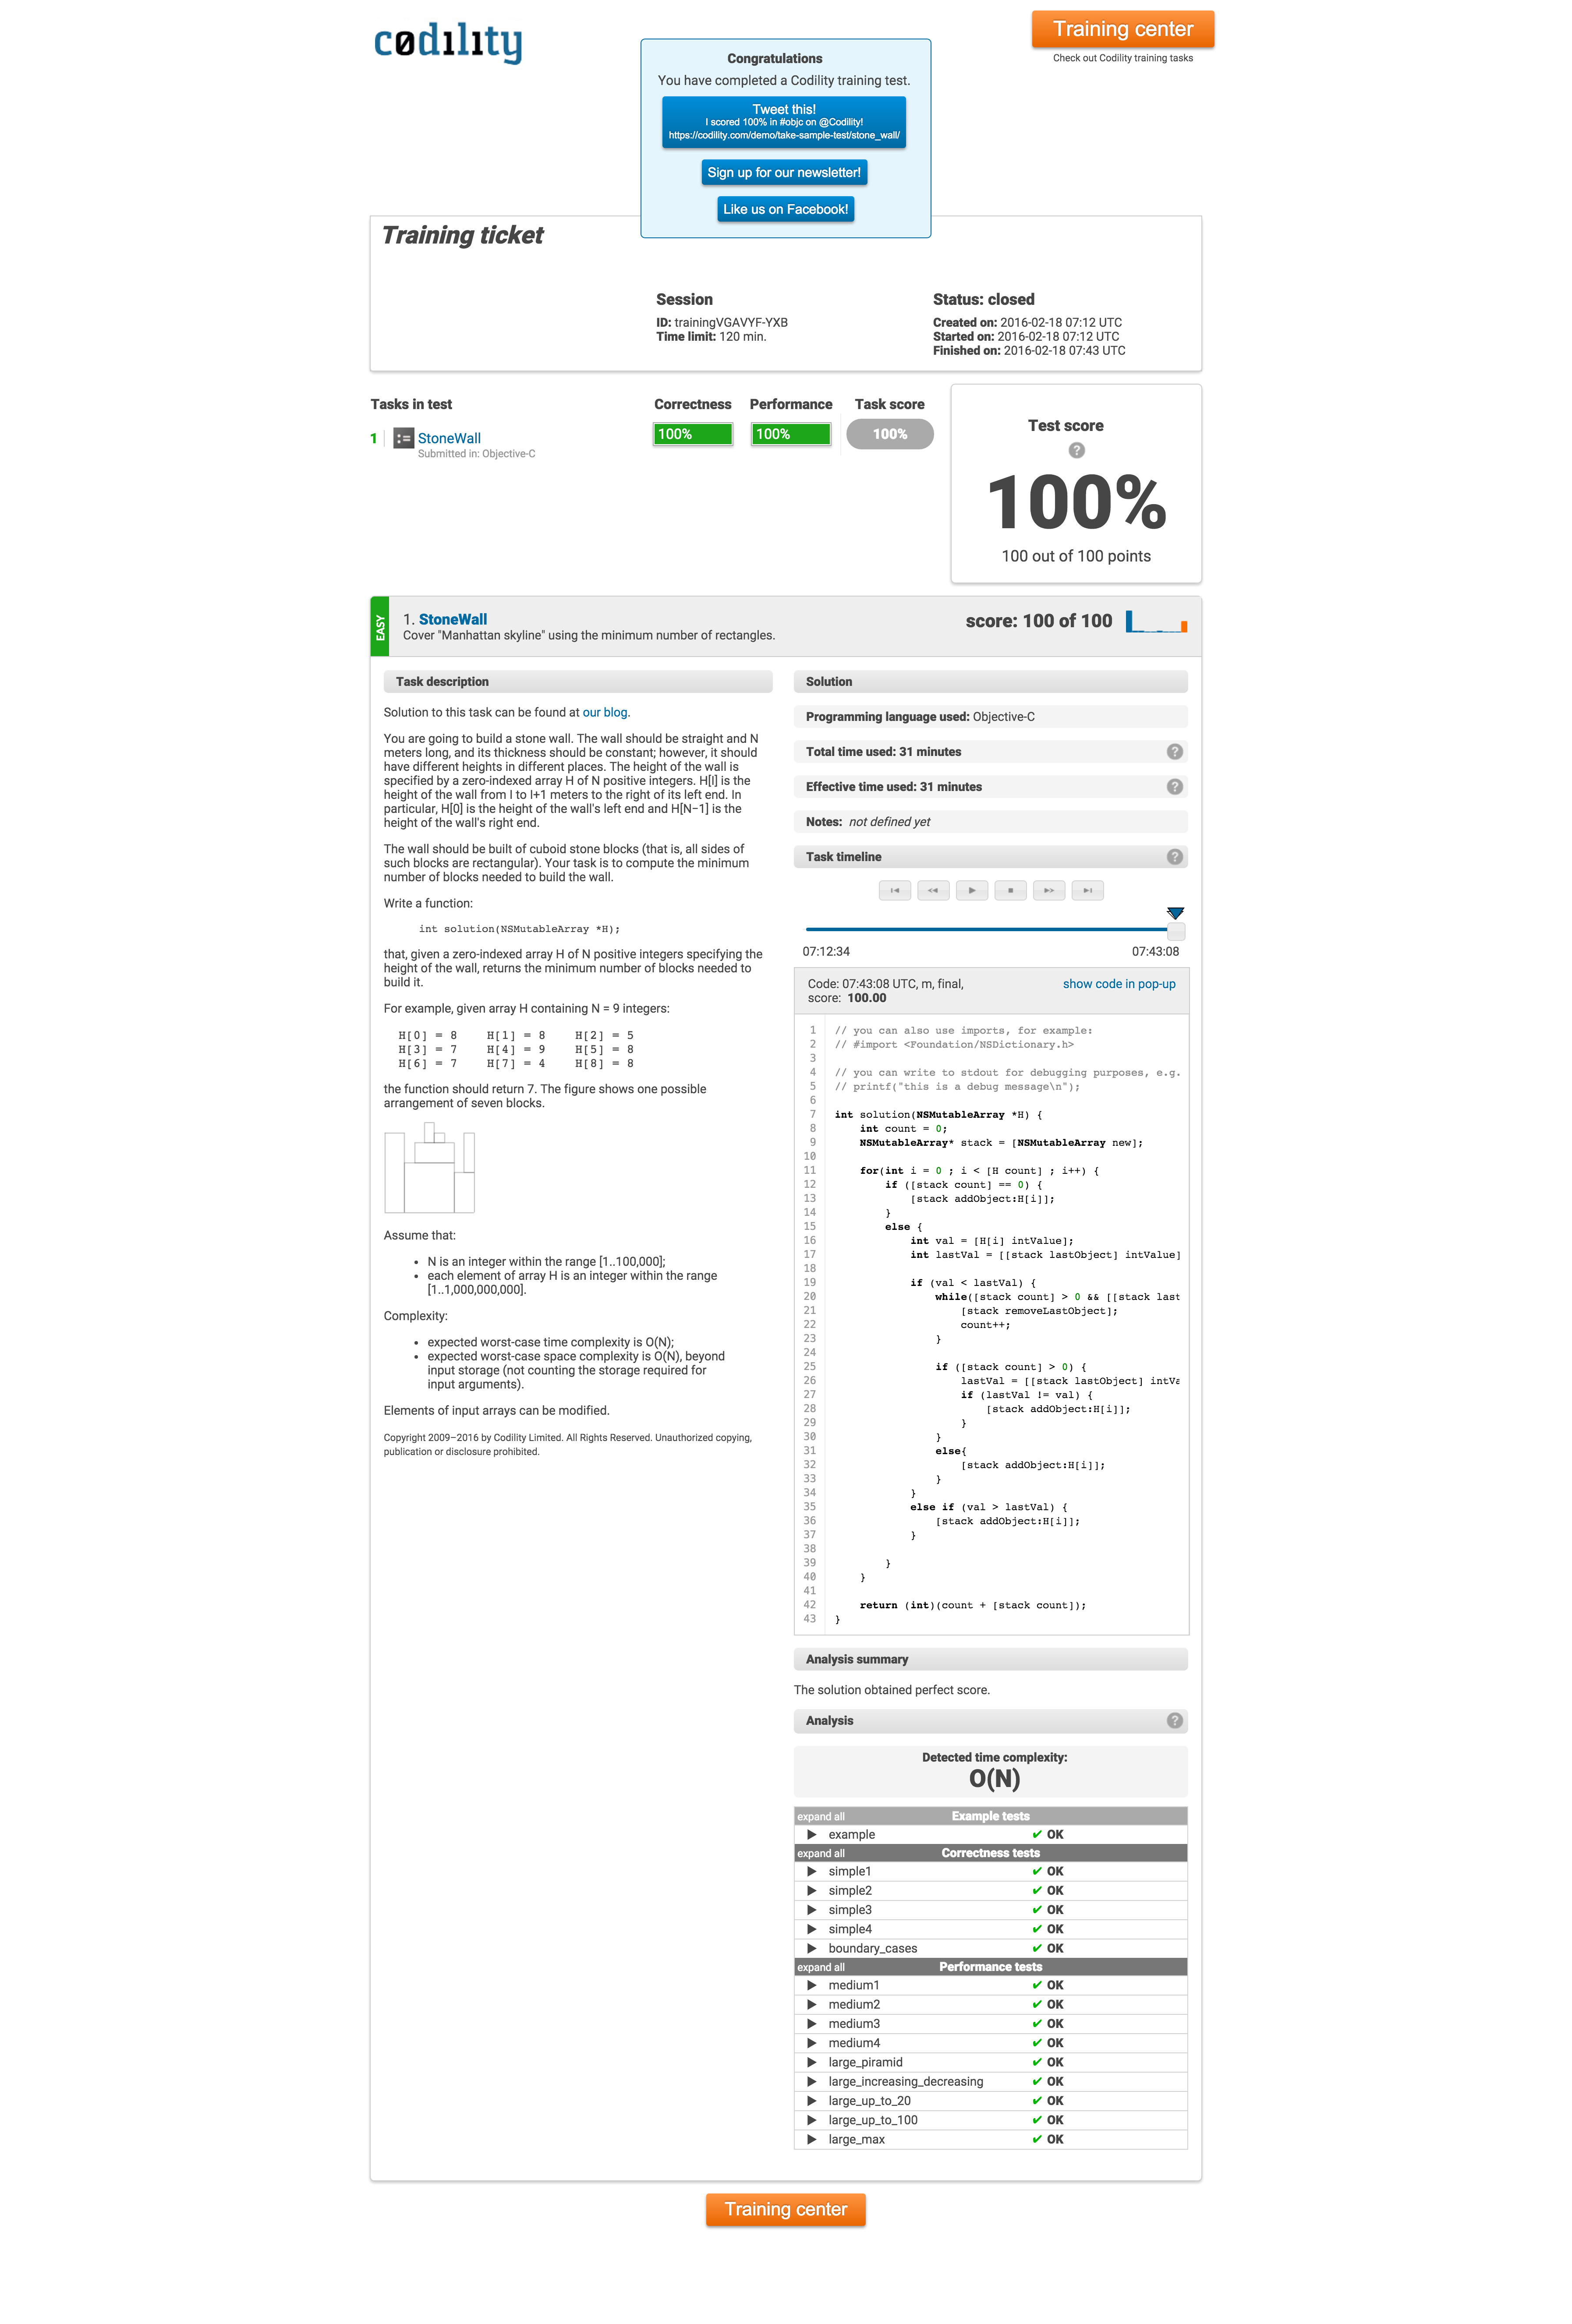 codility
Training center
Check out Codility training tasks
Congratulations
You have completed a Codility training test.
Tweet this!
I scored 100% in #objc on @Codility!
https://codility.com/demo/take-sample-test/stone_wall/
Sign up for our newsletter!
Like us on Facebook!
Training ticket
Session
ID: trainingVGAVYF-YXB
Time limit: 120 min.
Status: closed
Created on: 2016-02-18 07:12 UTC
Started on: 2016-02-18 07:12 UTC
Finished on: 2016-02-18 07:43 UTC
Tasks in test
Correctness
Performance
Task score
1
StoneWall
Submitted in: Objective-C
100%
100%
100%
Test score
?
100%
100 out of 100 points
EASY
1. StoneWall
Cover "Manhattan skyline" using the minimum number of rectangles.
score: 100 of 100
Task description
Solution to this task can be found at our blog.
You are going to build a stone wall. The wall should be straight and N
meters long, and its thickness should be constant; however, it should
have different heights in different places. The height of the wall is
specified by a zero-indexed array H of N positive integers. H[I] is the
height of the wall from I to I+1 meters to the right of its left end. In
particular, H[0] is the height of the wall's left end and H[N−1] is the
height of the wall's right end.
The wall should be built of cuboid stone blocks (that is, all sides of
such blocks are rectangular). Your task is to compute the minimum
number of blocks needed to build the wall.
Write a function:
int solution(NSMutableArray *H);
that, given a zero-indexed array H of N positive integers specifying the
height of the wall, returns the minimum number of blocks needed to
build it.
For example, given array H containing N = 9 integers:
H[0] = 8 H[1] = 8 H[2] = 5
H[3] = 7 H[4] = 9 H[5] = 8
H[6] = 7 H[7] = 4 H[8] = 8
the function should return 7. The figure shows one possible
arrangement of seven blocks.
Assume that:
• N is an integer within the range [1..100,000];
• each element of array H is an integer within the range
[1..1,000,000,000].
Complexity:
• expected worst-case time complexity is O(N);
• expected worst-case space complexity is O(N), beyond
input storage (not counting the storage required for
input arguments).
Elements of input arrays can be modified.
Copyright 2009–2016 by Codility Limited. All Rights Reserved. Unauthorized copying,
publication or disclosure prohibited.
Solution
Programming language used: Objective-C
Total time used: 31 minutes ?
Effective time used: 31 minutes ?
Notes: not defined yet
Task timeline ?
07:12:34
07:43:08
Code: 07:43:08 UTC, m, final,
score: 100.00
show code in pop-up
1 // you can also use imports, for example:
2 // #import <Foundation/NSDictionary.h>
3
4 // you can write to stdout for debugging purposes, e.g.
5 // printf("this is a debug message\n");
6
7 int solution(NSMutableArray *H) {
8 int count = 0;
9 NSMutableArray* stack = [NSMutableArray new];
10
11 for(int i = 0 ; i < [H count] ; i++) {
12 if ([stack count] == 0) {
13 [stack addObject:H[i]];
14 }
15 else {
16 int val = [H[i] intValue];
17 int lastVal = [[stack lastObject] intValue]
18
19 if (val < lastVal) {
20 while([stack count] > 0 && [[stack last
21 [stack removeLastObject];
22 count++;
23 }
24
25 if ([stack count] > 0) {
26 lastVal = [[stack lastObject] intVa
27 if (lastVal != val) {
28 [stack addObject:H[i]];
29 }
30 }
31 else{
32 [stack addObject:H[i]];
33 }
34 }
35 else if (val > lastVal) {
36 [stack addObject:H[i]];
37 }
38
39 }
40 }
41
42 return (int)(count + [stack count]);
43 }
Analysis summary
The solution obtained perfect score.
Analysis ?
Detected time complexity:
O(N)
expand all Example tests
example ✔ OK
expand all Correctness tests
simple1 ✔ OK
simple2 ✔ OK
simple3 ✔ OK
simple4 ✔ OK
boundary_cases ✔ OK
expand all Performance tests
medium1 ✔ OK
medium2 ✔ OK
medium3 ✔ OK
medium4 ✔ OK
large_piramid ✔ OK
large_increasing_decreasing ✔ OK
large_up_to_20 ✔ OK
large_up_to_100 ✔ OK
large_max ✔ OK
Training center